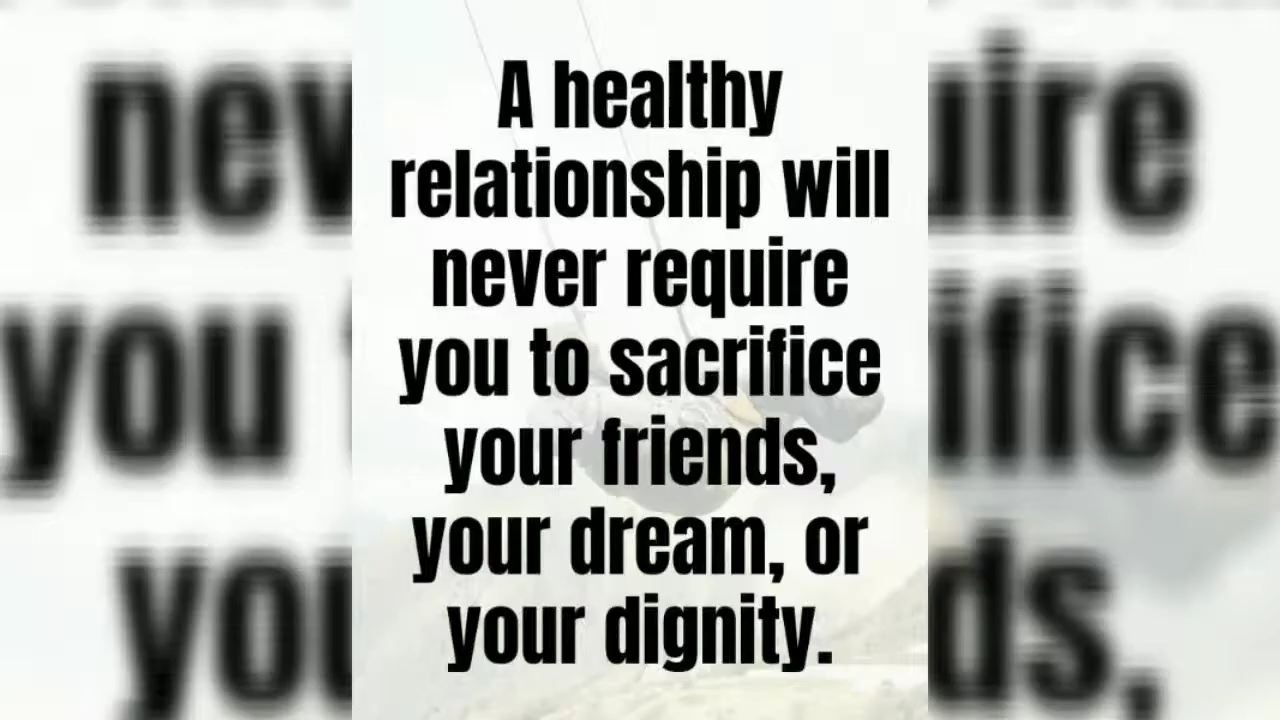 A healthy
relationship will
never require
you to sacrifice
your friends,
your dream, or
your dignity.